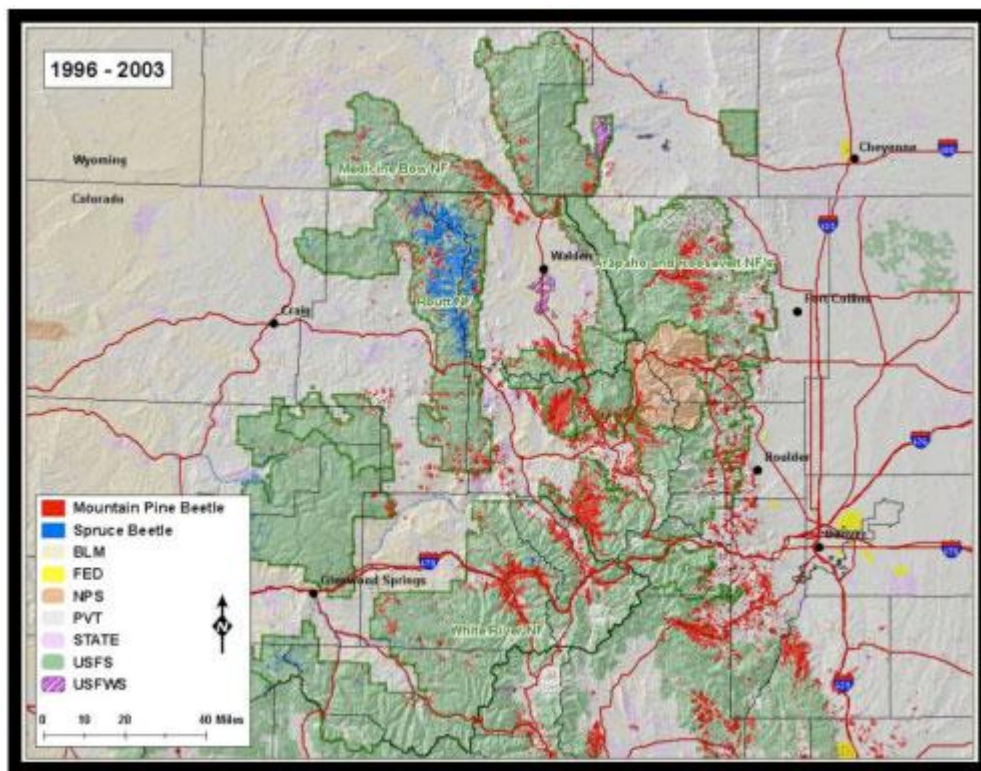 1996 - 2003
Wyoming
Colorado
Cheyenne
Medicine Bow NF
Walden
Arapaho and Roosevelt NF's
Routt NF
Fort Collins
Craig
Boulder
Denver
Glenwood Springs
White River NF
Mountain Pine Beetle
Spruce Beetle
BLM
FED
NPS
PVT
STATE
USFS
USFWS
N
0 10 20 40 Miles